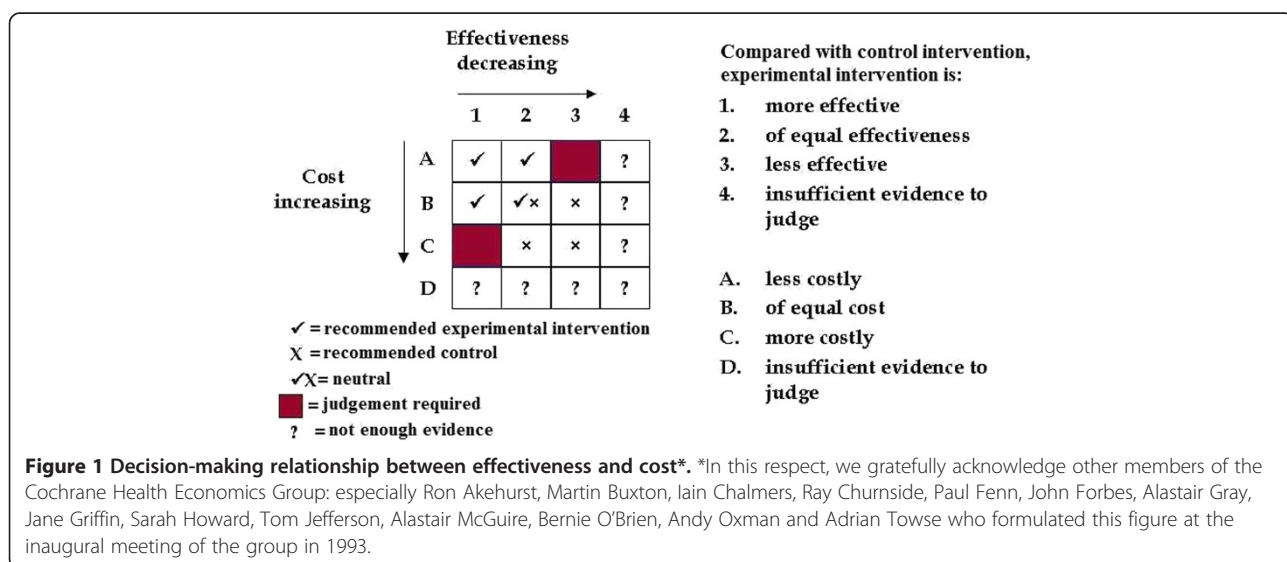 Effectiveness
decreasing
1 2 3 4
Cost
increasing
A ✓ ✓ ?
B ✓ ✓× × ?
C × × ?
D ? ? ? ?
✓ = recommended experimental intervention
X = recommended control
✓X= neutral
= judgement required
? = not enough evidence
Compared with control intervention,
experimental intervention is:
1. more effective
2. of equal effectiveness
3. less effective
4. insufficient evidence to
judge
A. less costly
B. of equal cost
C. more costly
D. insufficient evidence to
judge
Figure 1 Decision-making relationship between effectiveness and cost*. *In this respect, we gratefully acknowledge other members of the
Cochrane Health Economics Group: especially Ron Akehurst, Martin Buxton, Iain Chalmers, Ray Churnside, Paul Fenn, John Forbes, Alastair Gray,
Jane Griffin, Sarah Howard, Tom Jefferson, Alastair McGuire, Bernie O'Brien, Andy Oxman and Adrian Towse who formulated this figure at the
inaugural meeting of the group in 1993.